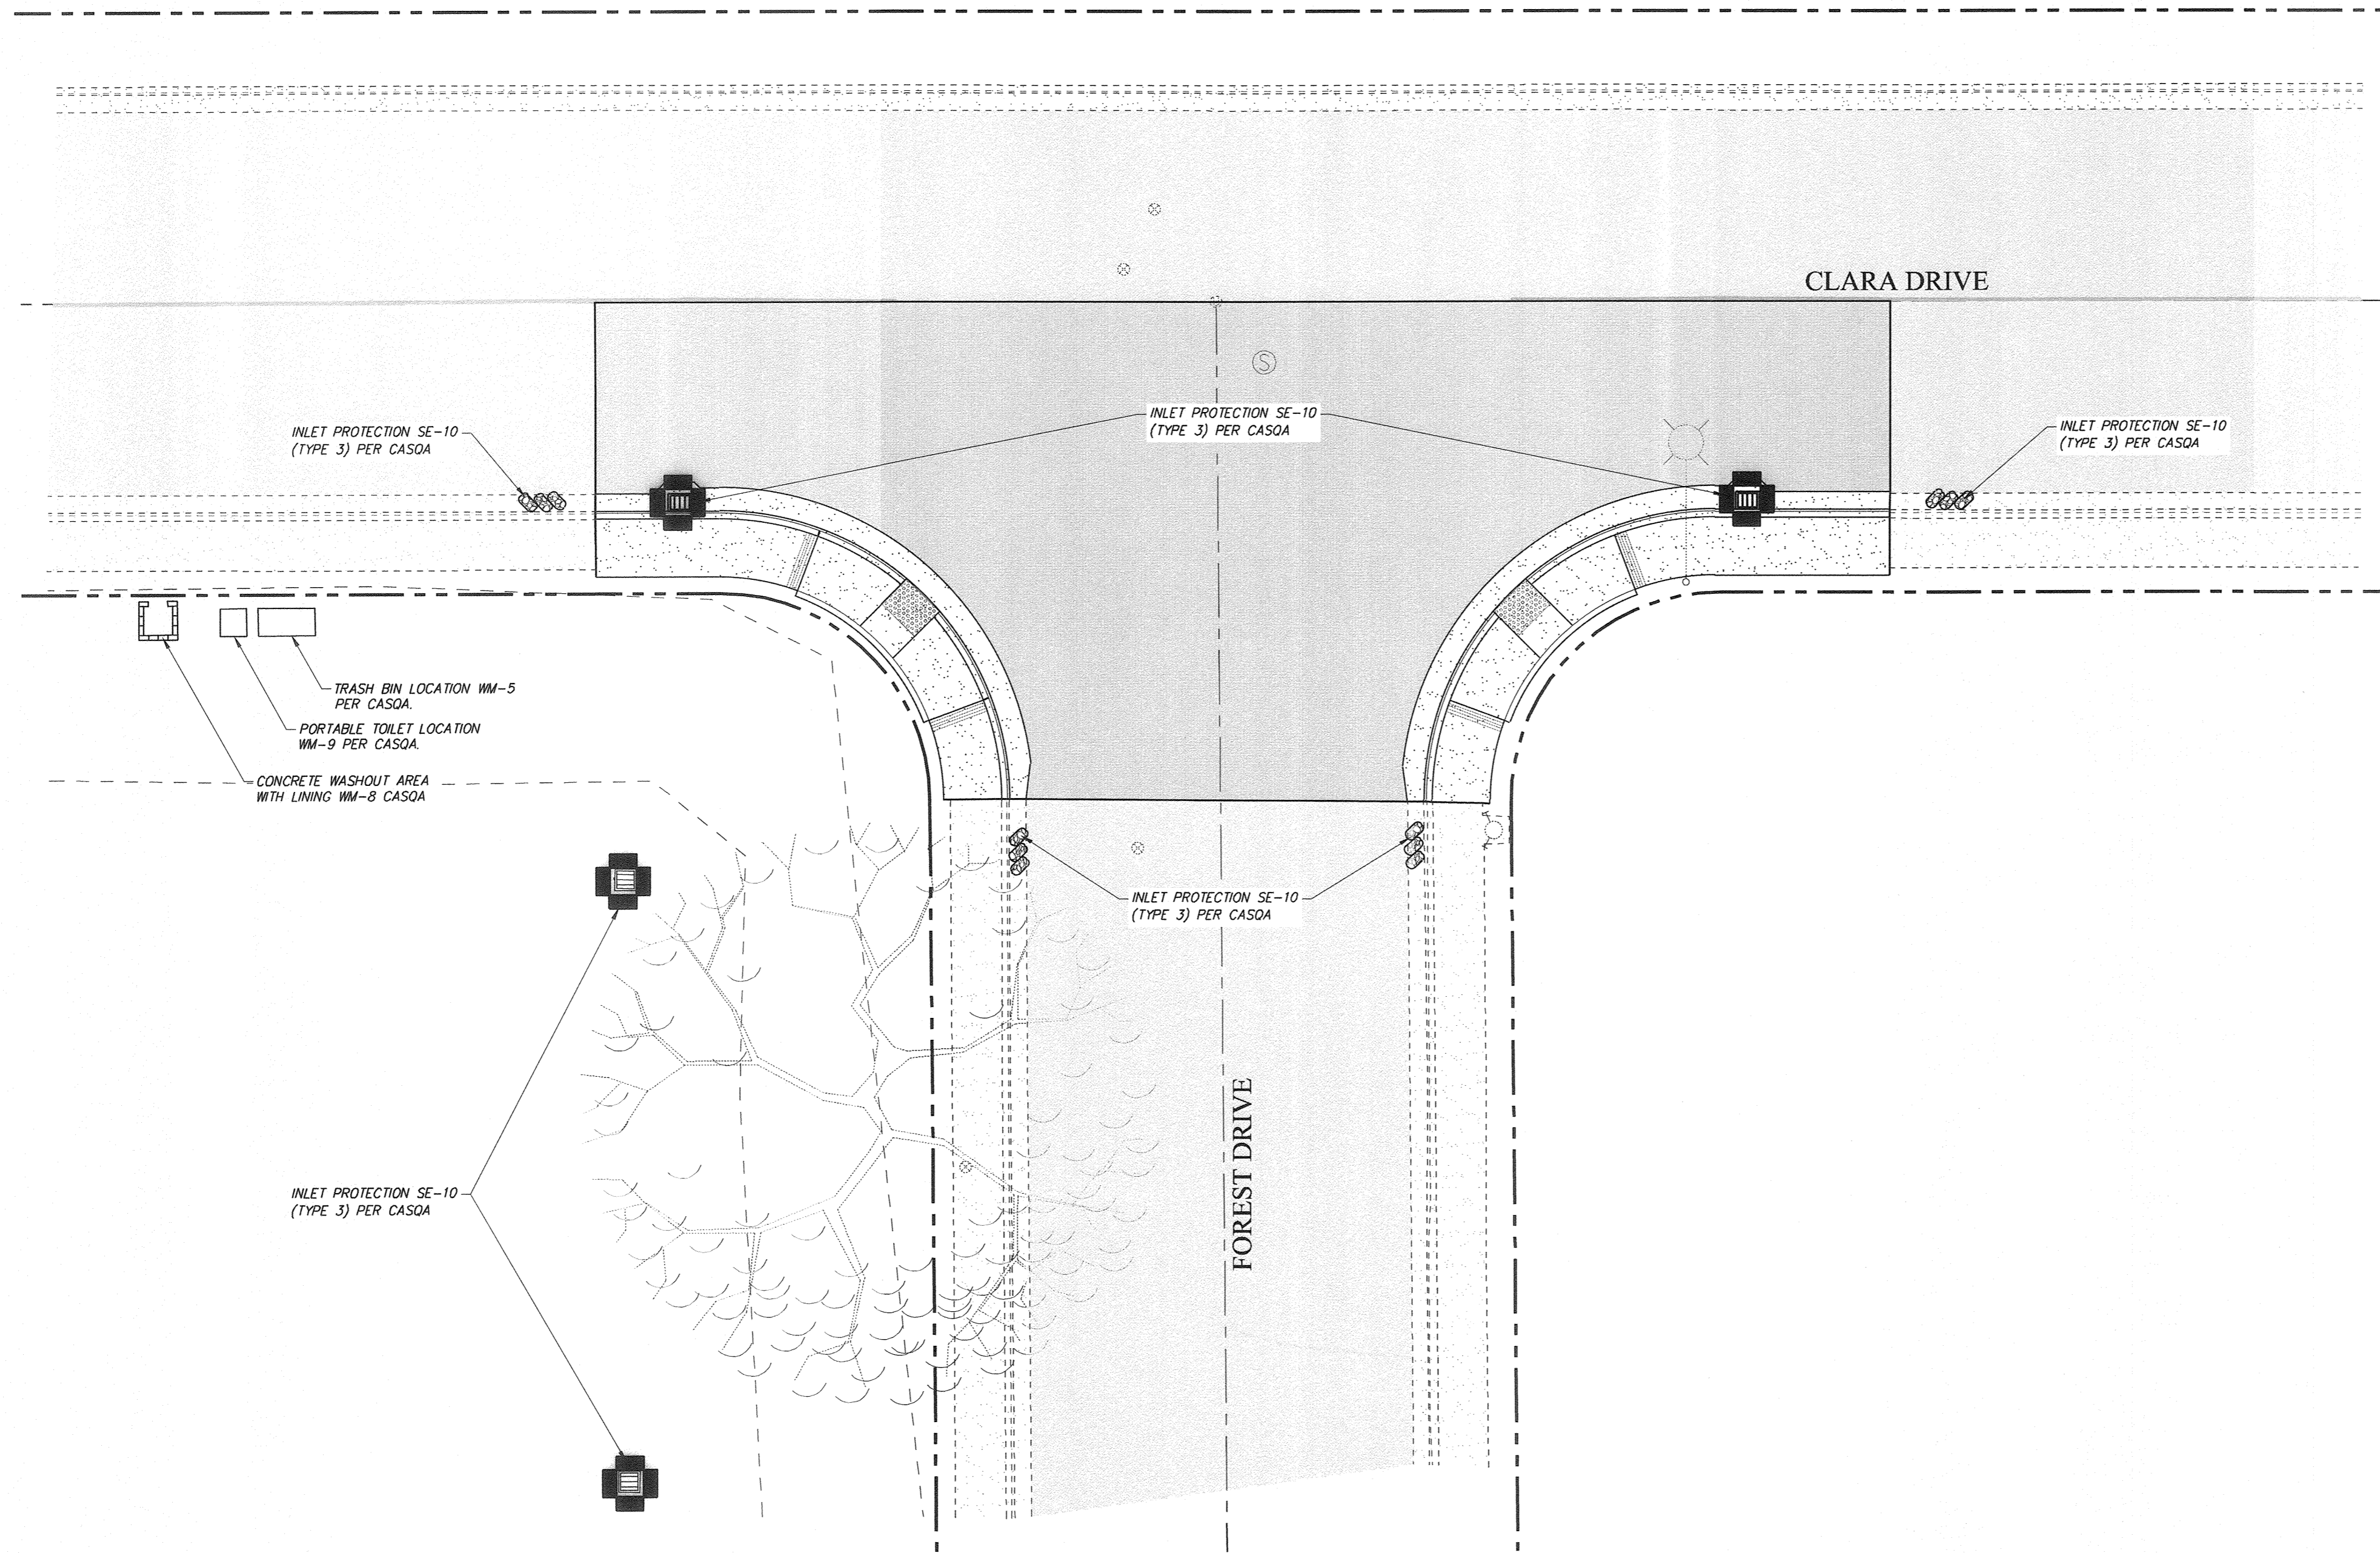 CLARA DRIVE
Ⓢ
INLET PROTECTION SE-10
(TYPE 3) PER CASQA
INLET PROTECTION SE-10
(TYPE 3) PER CASQA
INLET PROTECTION SE-10
(TYPE 3) PER CASQA
TRASH BIN LOCATION WM-5
PER CASQA.
PORTABLE TOILET LOCATION
WM-9 PER CASQA.
CONCRETE WASHOUT AREA
WITH LINING WM-8 CASQA
INLET PROTECTION SE-10
(TYPE 3) PER CASQA
INLET PROTECTION SE-10
(TYPE 3) PER CASQA
FOREST DRIVE